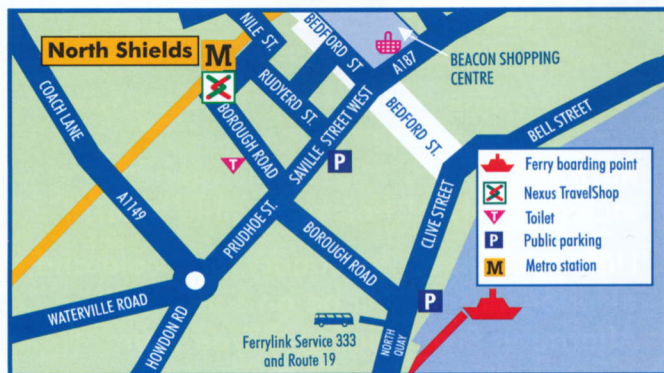 North Shields
M
NILE ST.
BEDFORD ST
A187
BEACON SHOPPING
CENTRE
COACH LANE
RUDYERD ST.
SAVILLE STREET WEST
BEDFORD ST.
BELL STREET
BOROUGH ROAD
T
P
A1149
PRUDHOE ST.
BOROUGH ROAD
CLIVE STREET
WATERVILLE ROAD
HOWDON RD
P
NORTH
QUAY
Ferrylink Service 333
and Route 19
Ferry boarding point
Nexus TravelShop
T Toilet
P Public parking
M Metro station